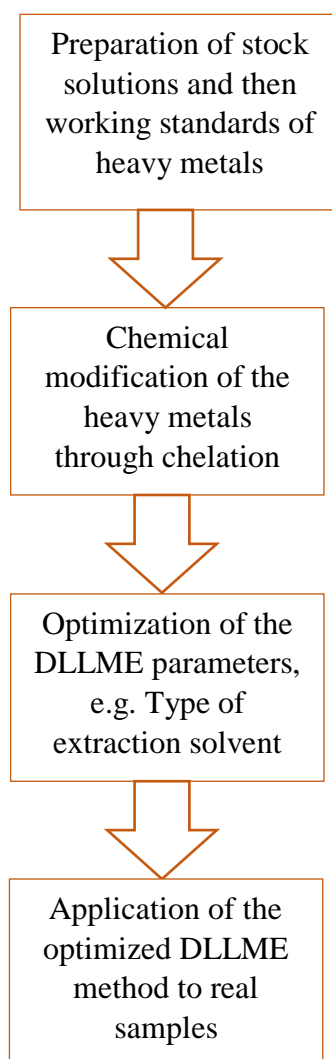 Preparation of stock
solutions and then
working standards of
heavy metals
Chemical
modification of the
heavy metals
through chelation
Optimization of the
DLLME parameters,
e.g. Type of
extraction solvent
Application of the
optimized DLLME
method to real
samples